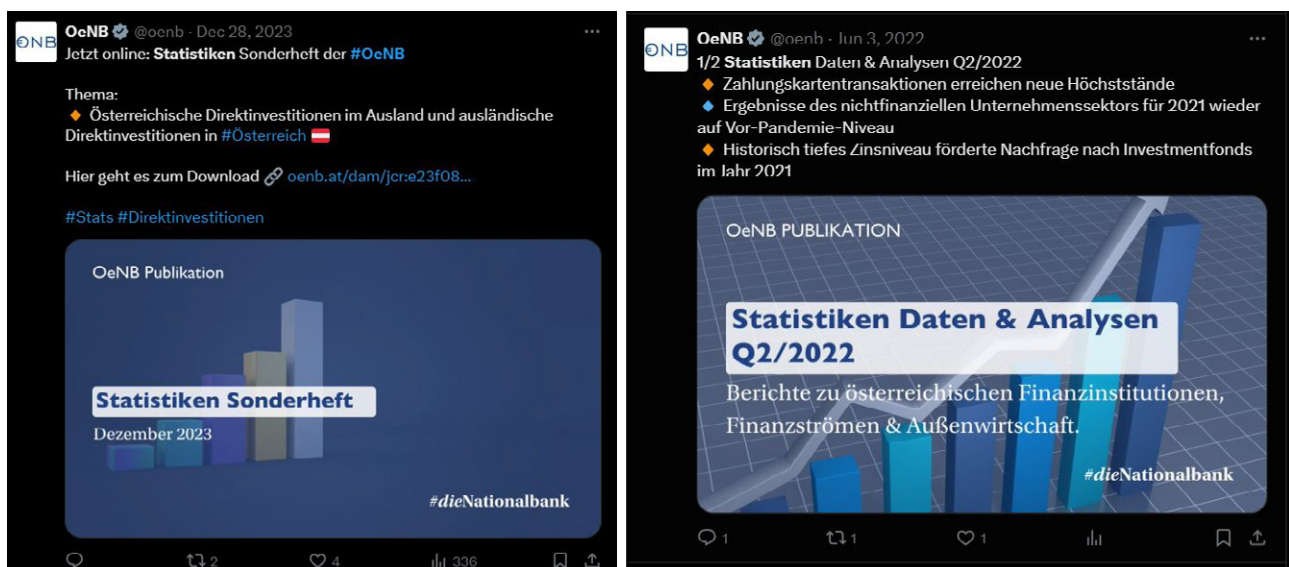 OeNB @oenb · Dec 28, 2023
Jetzt online: Statistiken Sonderheft der #OeNB
Thema:
Österreichische Direktinvestitionen im Ausland und ausländische
Direktinvestitionen in #Österreich
Hier geht es zum Download oenb.at/dam/jcr:e23f08...
#Stats #Direktinvestitionen
OeNB Publikation
Statistiken Sonderheft
Dezember 2023
#dieNationalbank
2 4 336
ÖNB
OeNB @oenb · Jun 3, 2022
1/2 Statistiken Daten & Analysen Q2/2022
Zahlungskartentransaktionen erreichen neue Höchststände
Ergebnisse des nichtfinanziellen Unternehmenssektors für 2021 wieder
auf Vor-Pandemie-Niveau
Historisch tiefes Zinsniveau förderte Nachfrage nach Investmentfonds
im Jahr 2021
OeNB PUBLIKATION
Statistiken Daten & Analysen
Q2/2022
Berichte zu österreichischen Finanzinstitutionen,
Finanzströmen & Außenwirtschaft.
#dieNationalbank
1 1 1